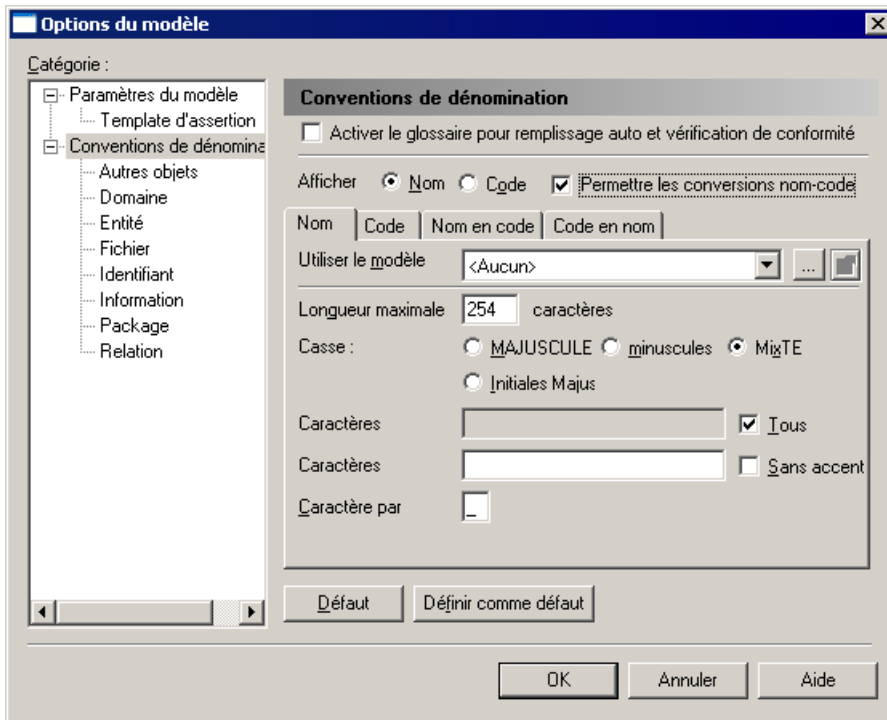 Options du modèle
Catégorie :
Paramètres du modèle
Template d'assertion
Conventions de dénomina
Autres objets
Domaine
Entité
Fichier
Identifiant
Information
Package
Relation
Conventions de dénomination
Activer le glossaire pour remplissage auto et vérification de conformité
Afficher Nom Code Permettre les conversions nom-code
Nom Code Nom en code Code en nom
Utiliser le modèle <Aucun> ...
Longueur maximale 254 caractères
Casse : MAJUSCULE minuscules MixTE
Initiales Majus
Caractères Tous
Caractères Sans accent
Caractère par _
Défaut Définir comme défaut
OK Annuler Aide